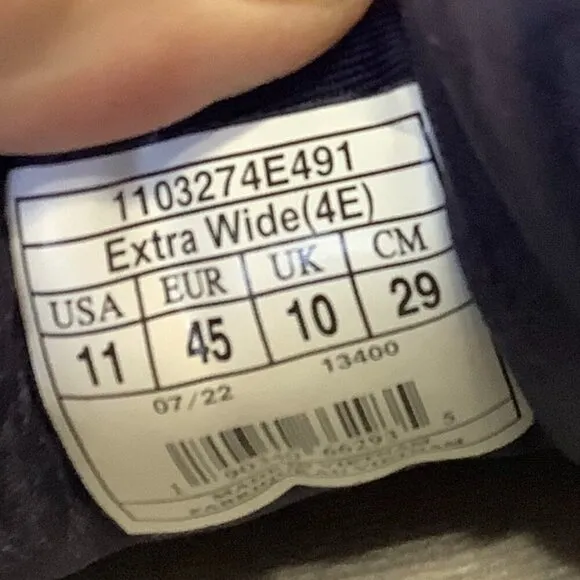 1103274E491
Extra Wide(4E)
USA EUR UK CM
11 45 10 29
07/22 13400